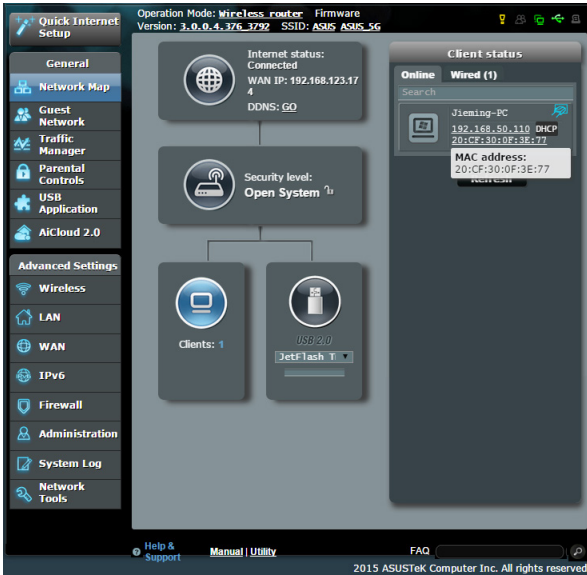 Quick Internet
Setup
Operation Mode: Wireless router Firmware
Version: 3.0.0.4.376_3792 SSID: ASUS ASUS_5G
General
Network Map
Guest
Network
Traffic
Manager
Parental
Controls
USB
Application
AiCloud 2.0
Advanced Settings
Wireless
LAN
WAN
IPv6
Firewall
Administration
System Log
Network
Tools
Internet status:
Connected
WAN IP: 192.168.123.17
4
DDNS: GO
Security level:
Open System
Clients: 1
USB 2.0
JetFlash T
Client status
Online Wired (1)
Search
Jieming-PC
192.168.50.110 DHCP
20:CF:30:0F:3E:77
MAC address:
20:CF:30:0F:3E:77
Refresh
Help &
Support
Manual | Utility
FAQ
2015 ASUSTeK Computer Inc. All rights reserved